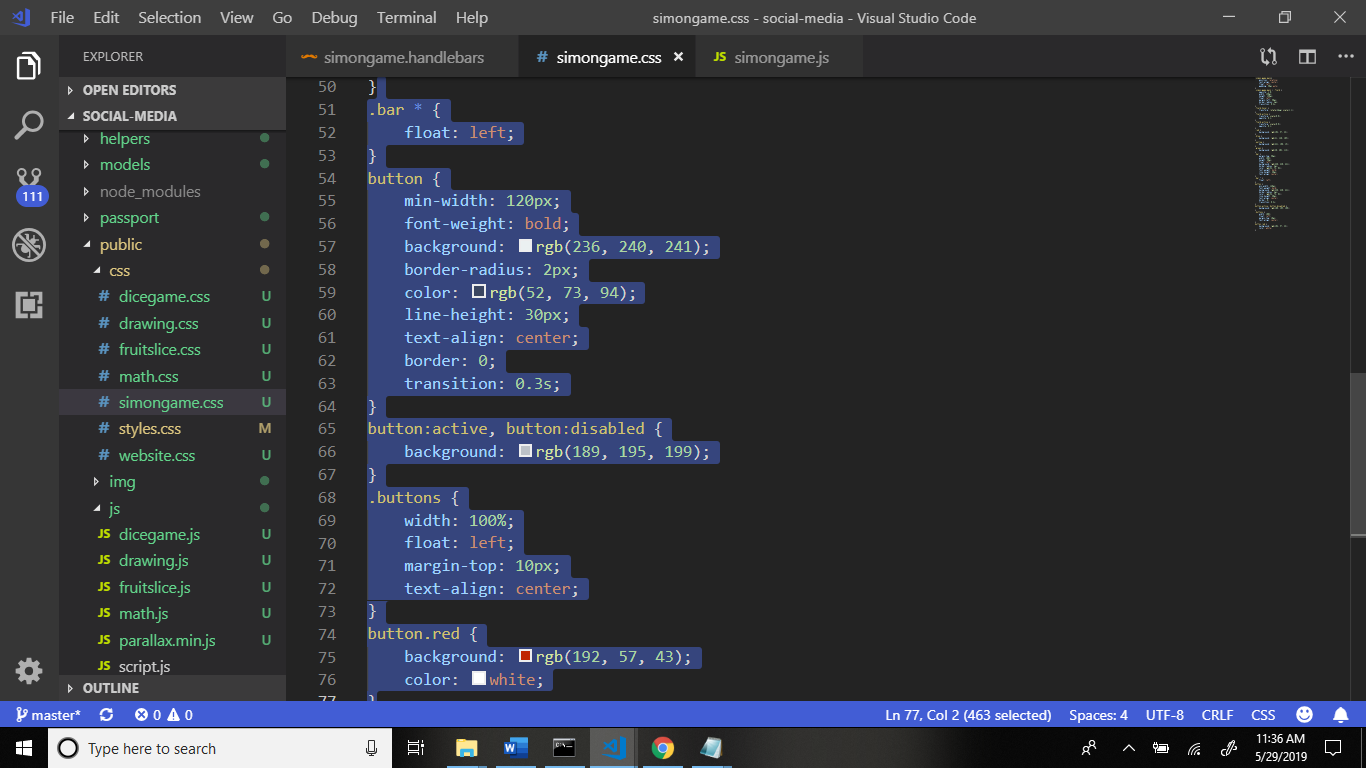 File Edit Selection View Go Debug Terminal Help simongame.css - social-media - Visual Studio Code
EXPLORER
OPEN EDITORS
SOCIAL-MEDIA
helpers
models
node_modules
passport
public
css
# dicegame.css U
# drawing.css U
# fruitslice.css U
# math.css U
# simongame.css U
# styles.css M
# website.css U
img
js
JS dicegame.js U
JS drawing.js U
JS fruitslice.js U
JS math.js U
JS parallax.min.js U
JS script.js
OUTLINE
111
simongame.handlebars # simongame.css × JS simongame.js
50 }
51 .bar * {
52 float: left;
53 }
54 button {
55 min-width: 120px;
56 font-weight: bold;
57 background: rgb(236, 240, 241);
58 border-radius: 2px;
59 color: rgb(52, 73, 94);
60 line-height: 30px;
61 text-align: center;
62 border: 0;
63 transition: 0.3s;
64 }
65 button:active, button:disabled {
66 background: rgb(189, 195, 199);
67 }
68 .buttons {
69 width: 100%;
70 float: left;
71 margin-top: 10px;
72 text-align: center;
73 }
74 button.red {
75 background: rgb(192, 57, 43);
76 color: white;
77 }
master* 0 0 Ln 77, Col 2 (463 selected) Spaces: 4 UTF-8 CRLF CSS
Type here to search
11:36 AM
5/29/2019